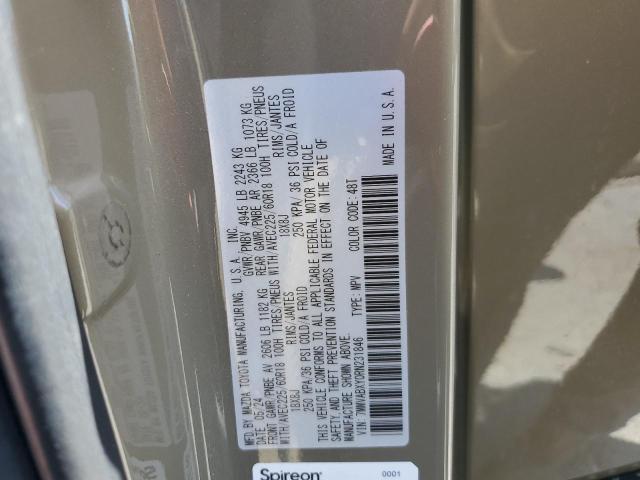 MFD. BY MAZDA TOYOTA MANUFACTURING, U.S.A., INC.
DATE: 05/24 GVWR/PNBV 4945 LB 2243 KG
FRONT GAWR/PNBE AV 2606 LB 1182 KG REAR GAWR/PNBE AR 2366 LB 1073 KG
WITH/AVEC225/60R18 100H TIRES/PNEUS WITH AVEC225/60R18 100H TIRES/PNEUS
18X8J RIMS/JANTES 18X8J RIMS/JANTES
250 KPA/36 PSI COLD/A FROID 250 KPA/ 36 PSI COLD/A FROID
THIS VEHICLE CONFORMS TO ALL APPLICABLE FEDERAL MOTOR VEHICLE
SAFETY, AND THEFT PREVENTION STANDARDS IN EFFECT ON THE DATE OF
MANUFACTURE SHOWN ABOVE.
VIN: TYPE: MPV COLOR CODE: 4BT MADE IN U.S.A.
Spireon 0001